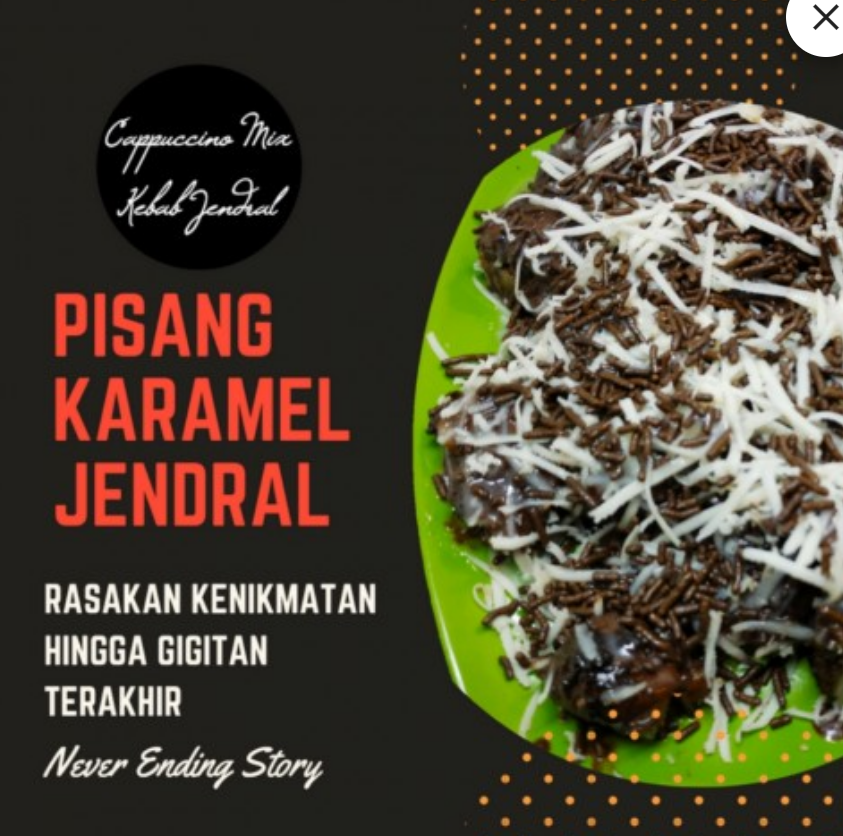 Cappuccino Mix
Kebab Jendral
PISANG
KARAMEL
JENDRAL
RASAKAN KENIKMATAN
HINGGA GIGITAN
TERAKHIR
Never Ending Story